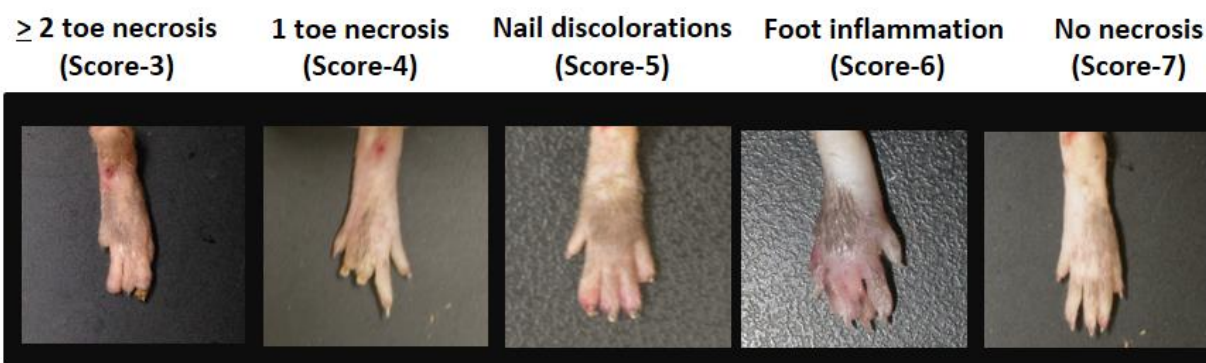 ≥ 2 toe necrosis
(Score-3)
1 toe necrosis
(Score-4)
Nail discolorations
(Score-5)
Foot inflammation
(Score-6)
No necrosis
(Score-7)